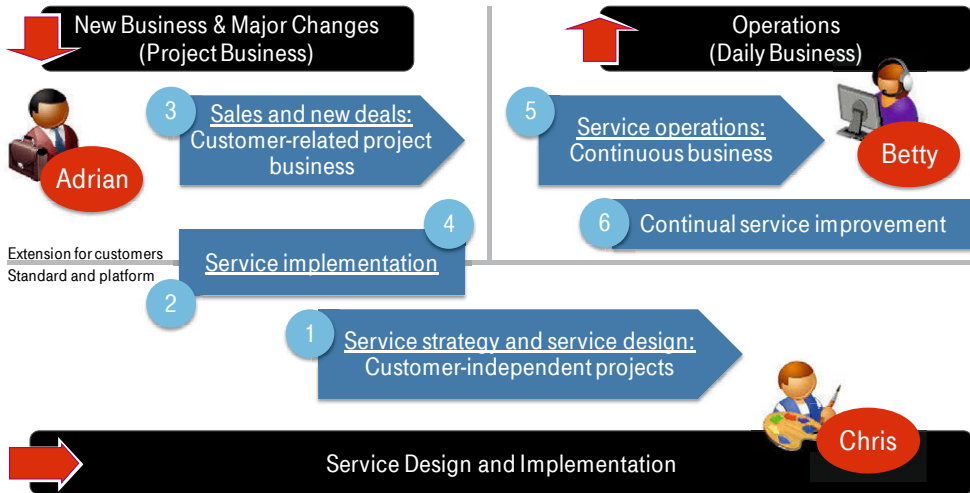 New Business & Major Changes
(Project Business)
Operations
(Daily Business)
3
Sales and new deals:
Customer-related project
business
Adrian
5
Service operations:
Continuous business
Betty
6
Continual service improvement
4
Extension for customers
Service implementation
Standard and platform
2
1
Service strategy and service design:
Customer-independent projects
Chris
Service Design and Implementation